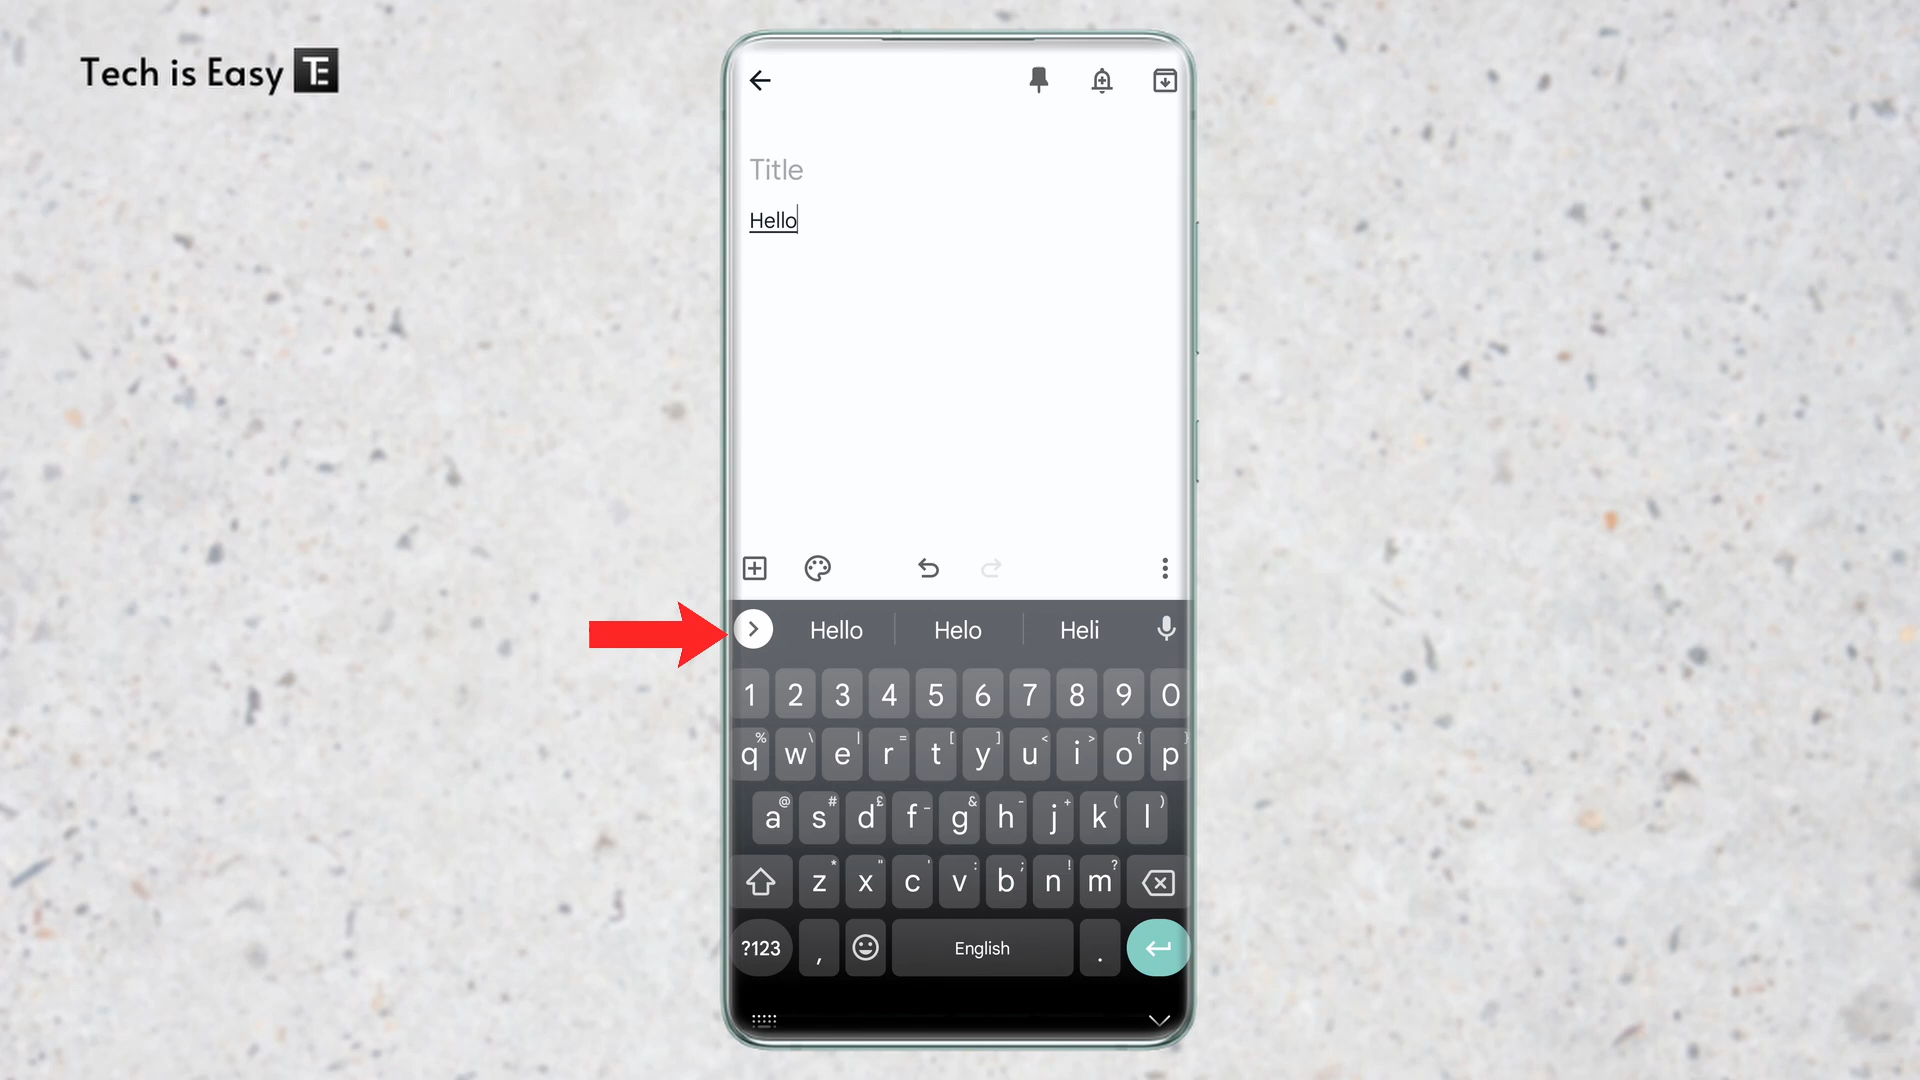 Tech is Easy TE
Title
Hello
Hello Helo Heli
1 2 3 4 5 6 7 8 9 0
q % w \ e | r = t [ y ] u < i > o { p }
a @ s # d £ f - g & h - j + k ( l )
z * x " c ' v : b ; n ! m ?
?123 , English .